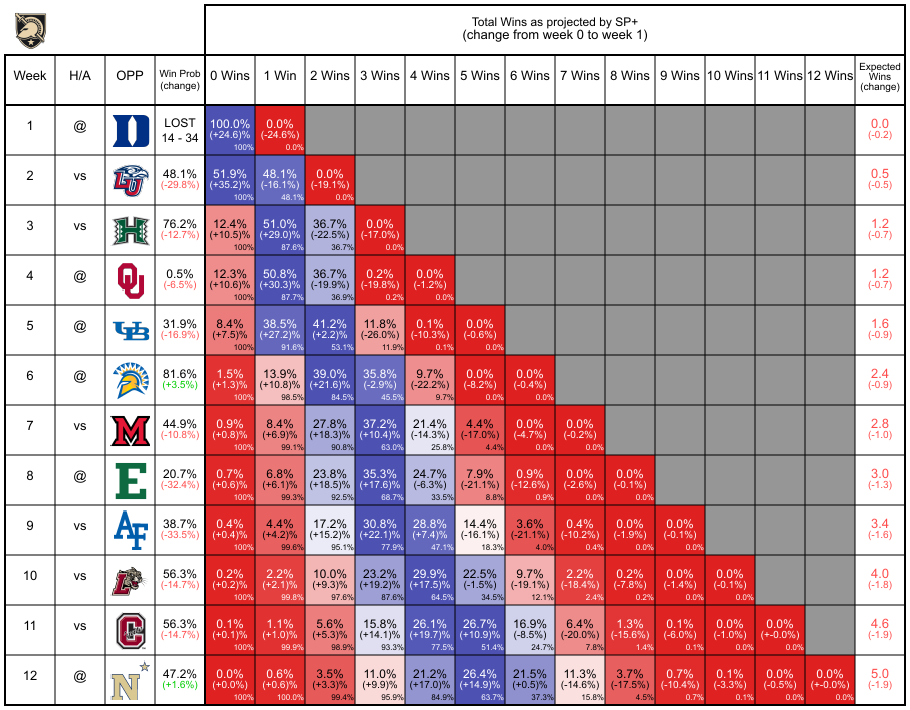 Total Wins as projected by SP+
(change from week 0 to week 1)
Week H/A OPP Win Prob (change) 0 Wins 1 Win 2 Wins 3 Wins 4 Wins 5 Wins 6 Wins 7 Wins 8 Wins 9 Wins 10 Wins 11 Wins 12 Wins Expected Wins (change)
1 @ D LOST 100.0% 0.0% 0.0
14 - 34 (+24.6)% (-24.6%) (-0.2)
100% 0.0%
2 vs LU 48.1% 51.9% 48.1% 0.0% 0.5
(-29.8%) (+35.2)% (-16.1%) (-19.1%) (-0.5)
100% 48.1% 0.0%
3 vs H 76.2% 12.4% 51.0% 36.7% 0.0% 1.2
(-12.7%) (+10.5)% (+29.0)% (-22.5%) (-17.0%) (-0.7)
100% 87.6% 36.7% 0.0%
4 @ OU 0.5% 12.3% 50.8% 36.7% 0.2% 0.0% 1.2
(-6.5%) (+10.6)% (+30.3)% (-19.9%) (-19.8%) (-1.2%) (-0.7)
100% 87.7% 36.9% 0.2% 0.0%
5 @ UB 31.9% 8.4% 38.5% 41.2% 11.8% 0.1% 0.0% 1.6
(-16.9%) (+7.5)% (+27.2)% (+2.2)% (-26.0%) (-10.3%) (-0.6%) (-0.9)
100% 91.6% 53.1% 11.9% 0.1% 0.0%
6 @ 81.6% 1.5% 13.9% 39.0% 35.8% 9.7% 0.0% 0.0% 2.4
(+3.5%) (+1.3)% (+10.8)% (+21.6)% (-2.9%) (-22.2%) (-8.2%) (-0.4%) (-0.9)
100% 98.5% 84.5% 45.5% 9.7% 0.0% 0.0%
7 vs M 44.9% 0.9% 8.4% 27.8% 37.2% 21.4% 4.4% 0.0% 0.0% 2.8
(-10.8%) (+0.8)% (+6.9)% (+18.3)% (+10.4)% (-14.3%) (-17.0%) (-4.7%) (-0.2%) (-1.0)
100% 99.1% 90.8% 63.0% 25.8% 4.4% 0.0% 0.0%
8 @ E 20.7% 0.7% 6.8% 23.8% 35.3% 24.7% 7.9% 0.9% 0.0% 0.0% 3.0
(-32.4%) (+0.6)% (+6.1)% (+18.5)% (+17.6)% (-6.3%) (-21.1%) (-12.6%) (-2.6%) (-0.1%) (-1.3)
100% 99.3% 92.5% 68.7% 33.5% 8.8% 0.9% 0.0% 0.0%
9 vs AF 38.7% 0.4% 4.4% 17.2% 30.8% 28.8% 14.4% 3.6% 0.4% 0.0% 0.0% 3.4
(-33.5%) (+0.4)% (+4.2)% (+15.2)% (+22.1)% (+7.4)% (-16.1%) (-21.1%) (-10.2%) (-1.9%) (-0.1%) (-1.6)
100% 99.6% 95.1% 77.9% 47.1% 18.3% 4.0% 0.4% 0.0% 0.0%
10 vs L 56.3% 0.2% 2.2% 10.0% 23.2% 29.9% 22.5% 9.7% 2.2% 0.2% 0.0% 0.0% 4.0
(-14.7%) (+0.2)% (+2.1)% (+9.3)% (+19.2)% (+17.5)% (-1.5%) (-19.1%) (-18.4%) (-7.8%) (-1.4%) (-0.1%) (-1.8)
100% 99.8% 97.6% 87.6% 64.5% 34.5% 12.1% 2.4% 0.2% 0.0% 0.0%
11 vs C 56.3% 0.1% 1.1% 5.6% 15.8% 26.1% 26.7% 16.9% 6.4% 1.3% 0.1% 0.0% 0.0% 4.6
(-14.7%) (+0.1)% (+1.0)% (+5.3)% (+14.1)% (+19.7)% (+10.9)% (-8.5%) (-20.0%) (-15.6%) (-6.0%) (-1.0%) (+-0.0%) (-1.9)
100% 99.9% 98.9% 93.3% 77.5% 51.4% 24.7% 7.8% 1.4% 0.1% 0.0% 0.0%
12 @ N 47.2% 0.0% 0.6% 3.5% 11.0% 21.2% 26.4% 21.5% 11.3% 3.7% 0.7% 0.1% 0.0% 0.0% 5.0
(+1.6%) (+0.0)% (+0.6)% (+3.3)% (+9.9)% (+17.0)% (+14.9)% (+0.5)% (-14.6%) (-17.5%) (-10.4%) (-3.3%) (-0.5%) (+-0.0%) (-1.9)
100% 100.0% 99.4% 95.9% 84.9% 63.7% 37.3% 15.8% 4.5% 0.7% 0.1% 0.0% 0.0%